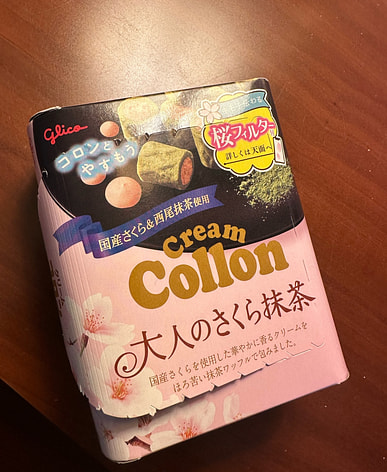 glico
コロンと
やすもう
桜フィルター
詳しくは天面へ
国産さくら&西尾抹茶使用
Cream
Collon
大人のさくら抹茶
国産さくらを使用した華やかに香るクリームを
ほろ苦い抹茶ワッフルで包みました。